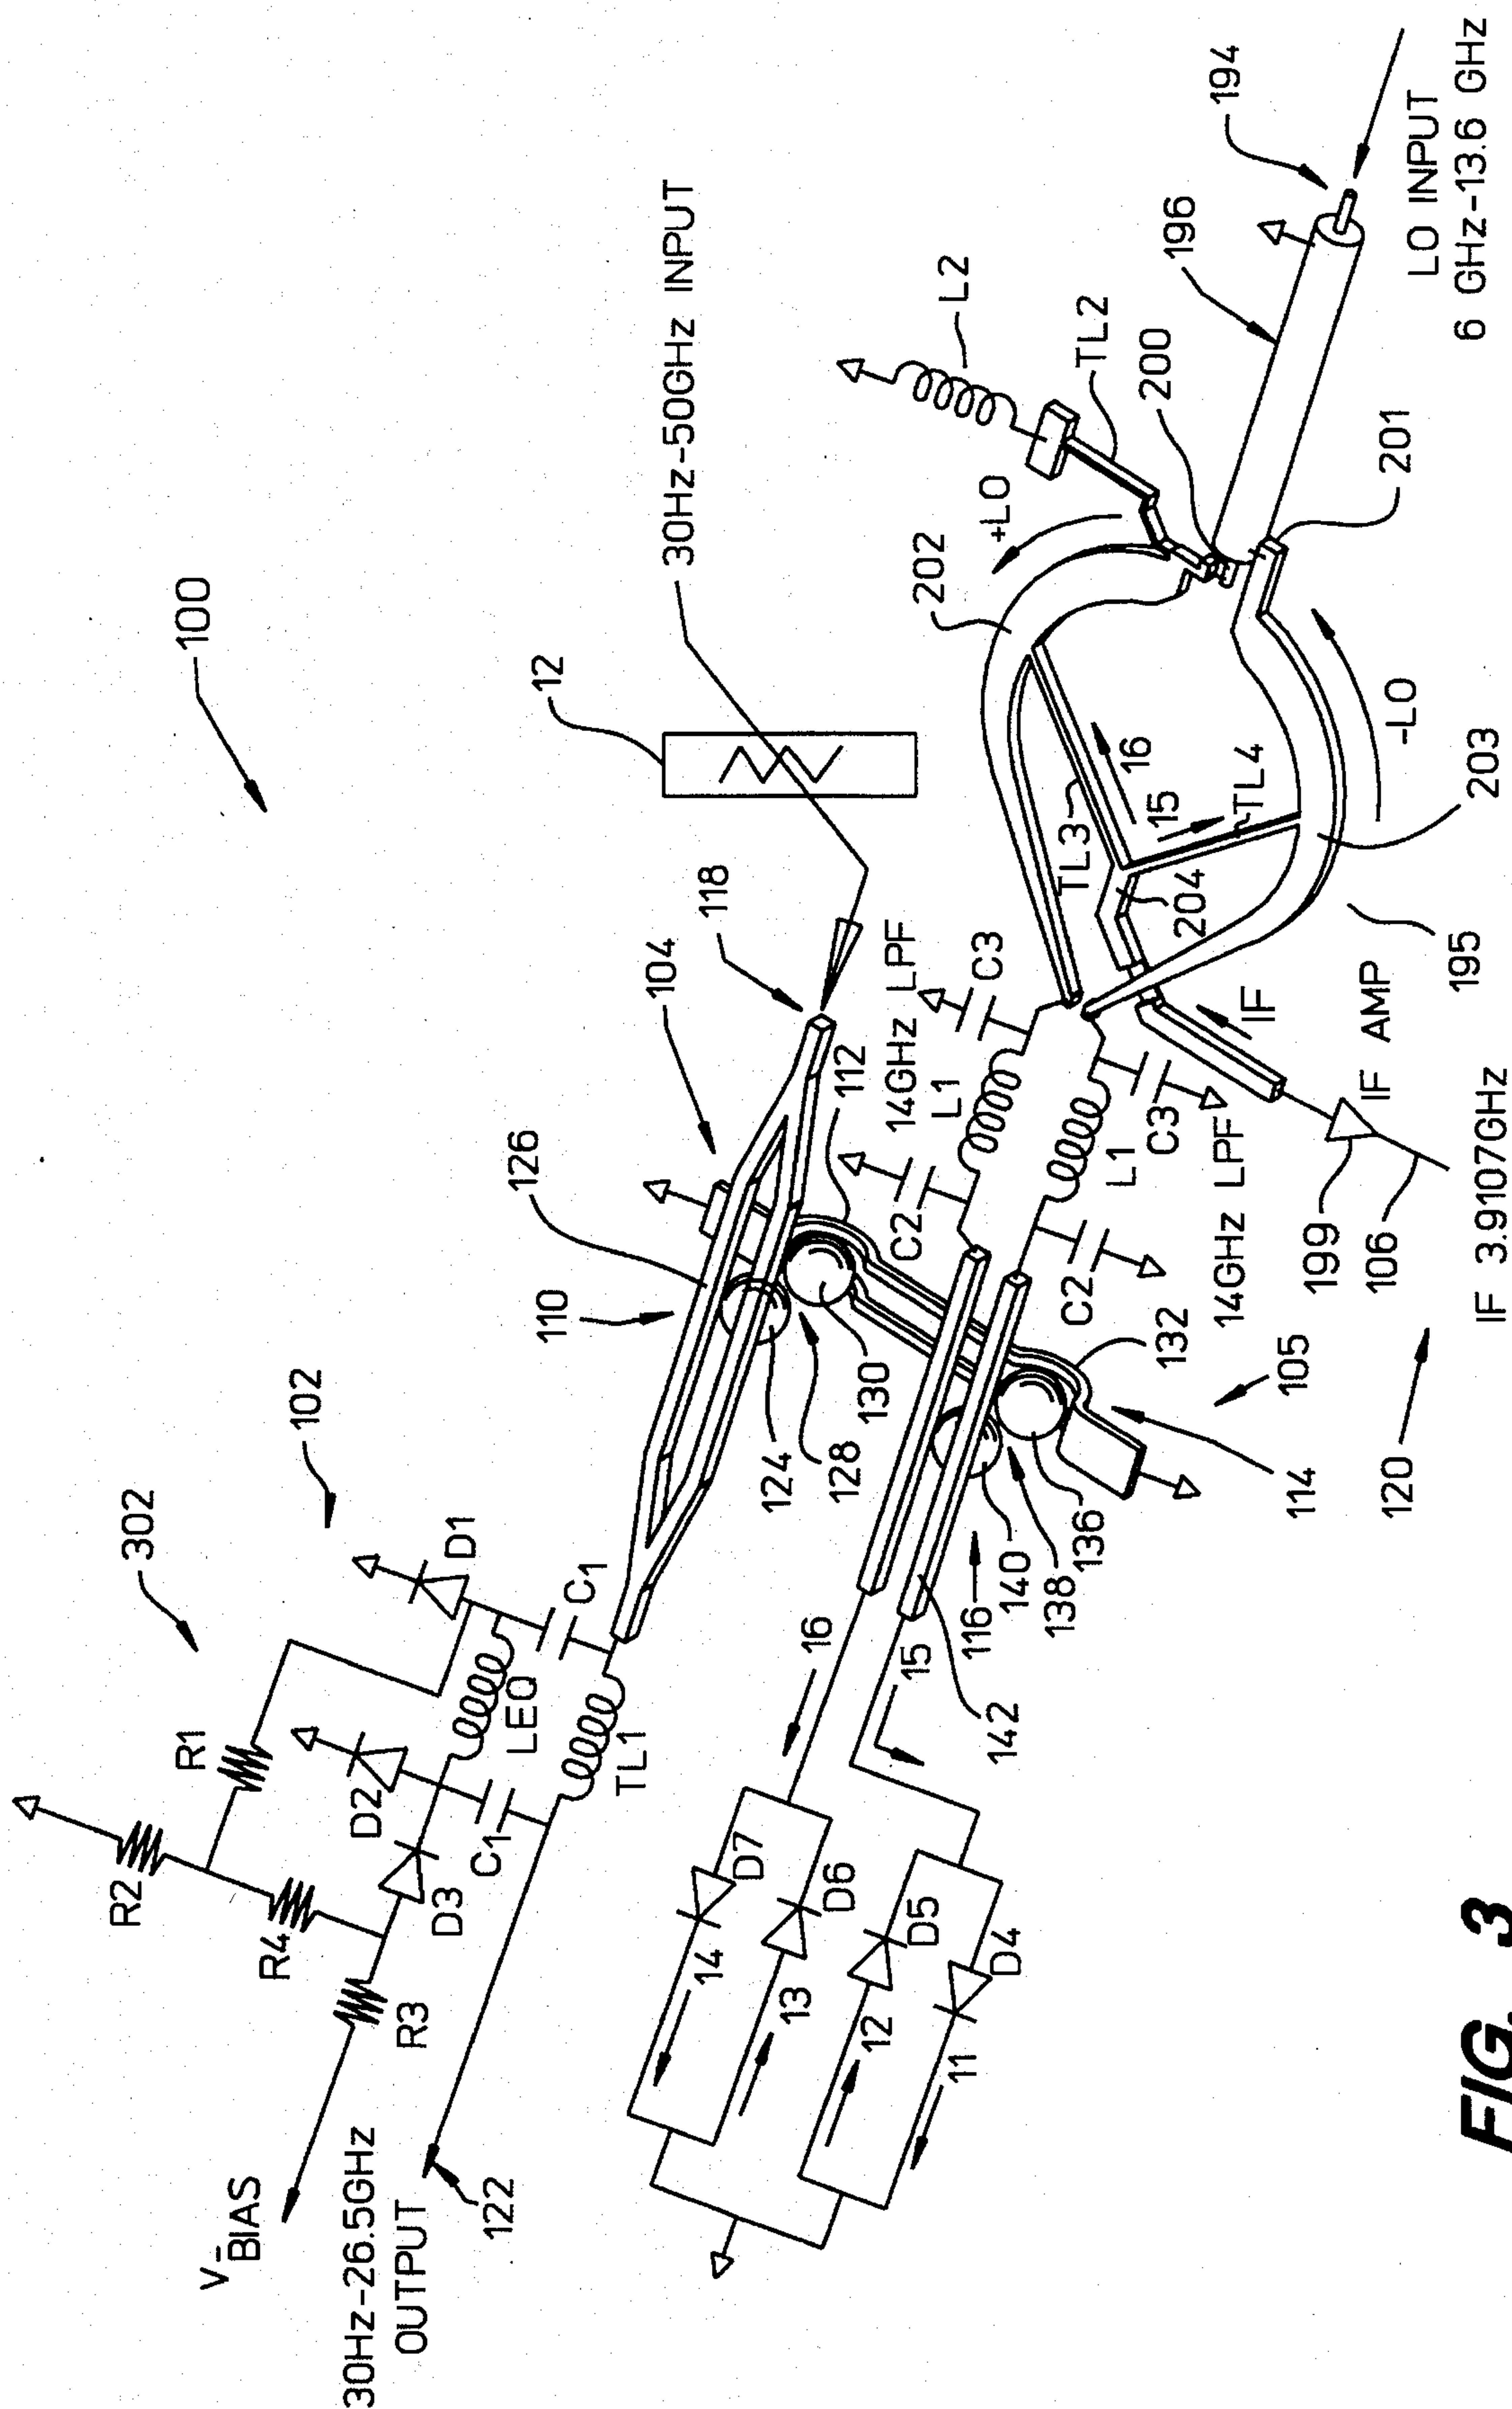 100
302
102
R2
R1
R4
R3
D3
D2
D1
LEO
C1
C1
TL1
V-
BIAS
30Hz-26.5GHz
OUTPUT
122
110
126
104
118
12
30Hz-50GHz INPUT
124
128
130
112
14GHz LPF
C3
L1
C2
202
+LO
L2
TL2
200
194
196
LO INPUT
6 GHz-13.6 GHz
201
TL3
16
15
TL4
204
-LO
203
195
IF
C3
L1
C2
14GHz LPF
IF AMP
199
106
IF 3.9107GHz
120
132
105
114
116
140
138
136
142
16
15
D7
14
D6
13
D5
12
D4
11
FIG. 3